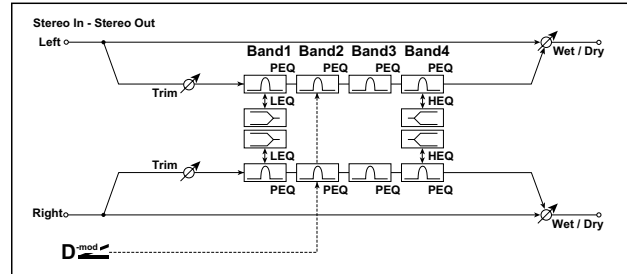 Stereo In - Stereo Out
Left
Band1 Band2 Band3 Band4
Wet / Dry
PEQ PEQ PEQ PEQ
Trim
LEQ HEQ
LEQ HEQ
Trim
PEQ PEQ PEQ PEQ
Right
Wet / Dry
D-mod